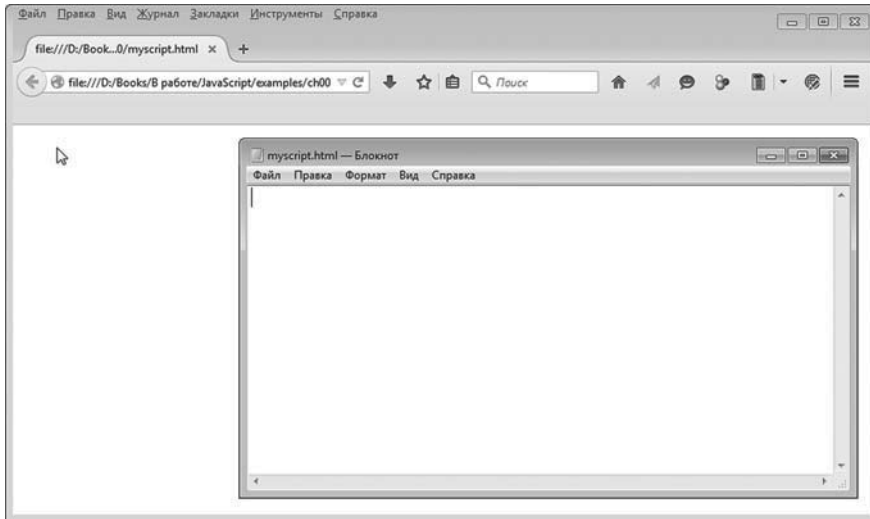 Файл Правка Вид Журнал Закладки Инструменты Справка
file:///D:/Book...0/myscript.html × +
file:///D:/Books/В работе/JavaScript/examples/ch00 Поиск
myscript.html — Блокнот
Файл Правка Формат Вид Справка